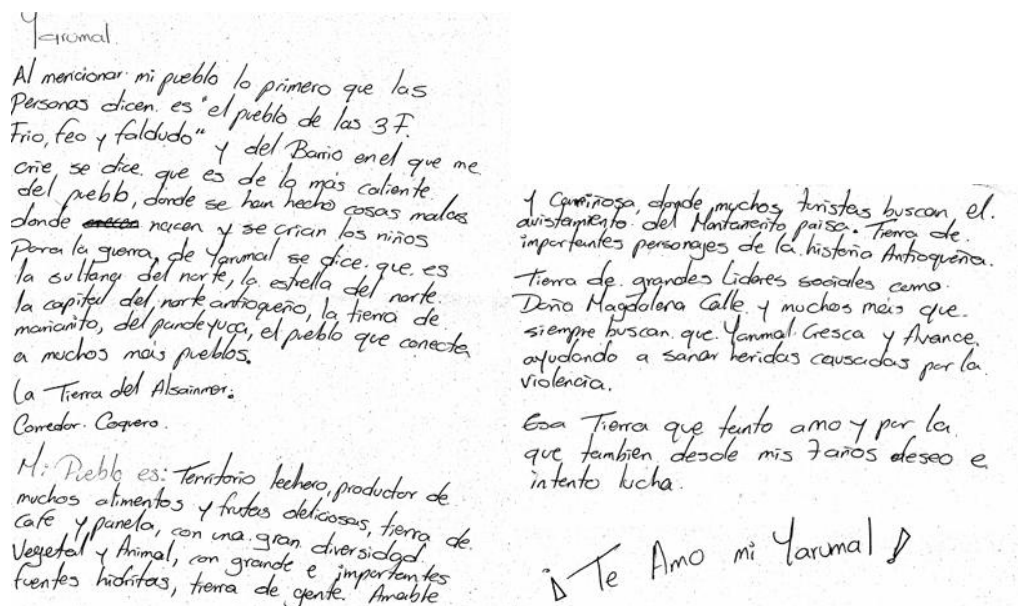 Yarumal.
Al mencionar mi pueblo lo primero que las
Personas dicen. es "el pueblo de las 3 F.
Frio, feo y faldudo" y del Barrio en el que me
crie, se dice. que es de lo más caliente.
del pueblo, donde se han hecho cosas malas
donde nacen y se crian los niños
Para la guerra, de Yarumal se dice. que. es
la sultana del norte, la estrella del norte.
la capital del norte antioqueño, la tierra de
marianito, del pandeyuca, el pueblo que conecta
a muchos más pueblos.
La Tierra del Alsainmer.
Corredor. Coquero.
Mi Pueblo es: Territorio lechero, productor de
muchos alimentos y frutas deliciosas, tierra de
Café y panela, con una gran diversidad
Vegetal y Animal, con grande e importantes
fuentes hidritas, tierra de gente. Amable
y Cariñosa, donde muchos turistas buscan el.
avistamiento del Montañerito paisa. Tierra de.
importantes personajes de la historia Antioqueña.
Tierra de. grandes Lideres sociales como.
Doña Magdalena Calle y muchos más que.
siempre buscan. que. Yarumal Cresca y Avance,
ayudando a sanar heridas causadas por la
violencia.
Esa Tierra que tanto amo y por la
que tambien desde mis 7 años deseo e
intento lucha.
¡Te Amo mi Yarumal!